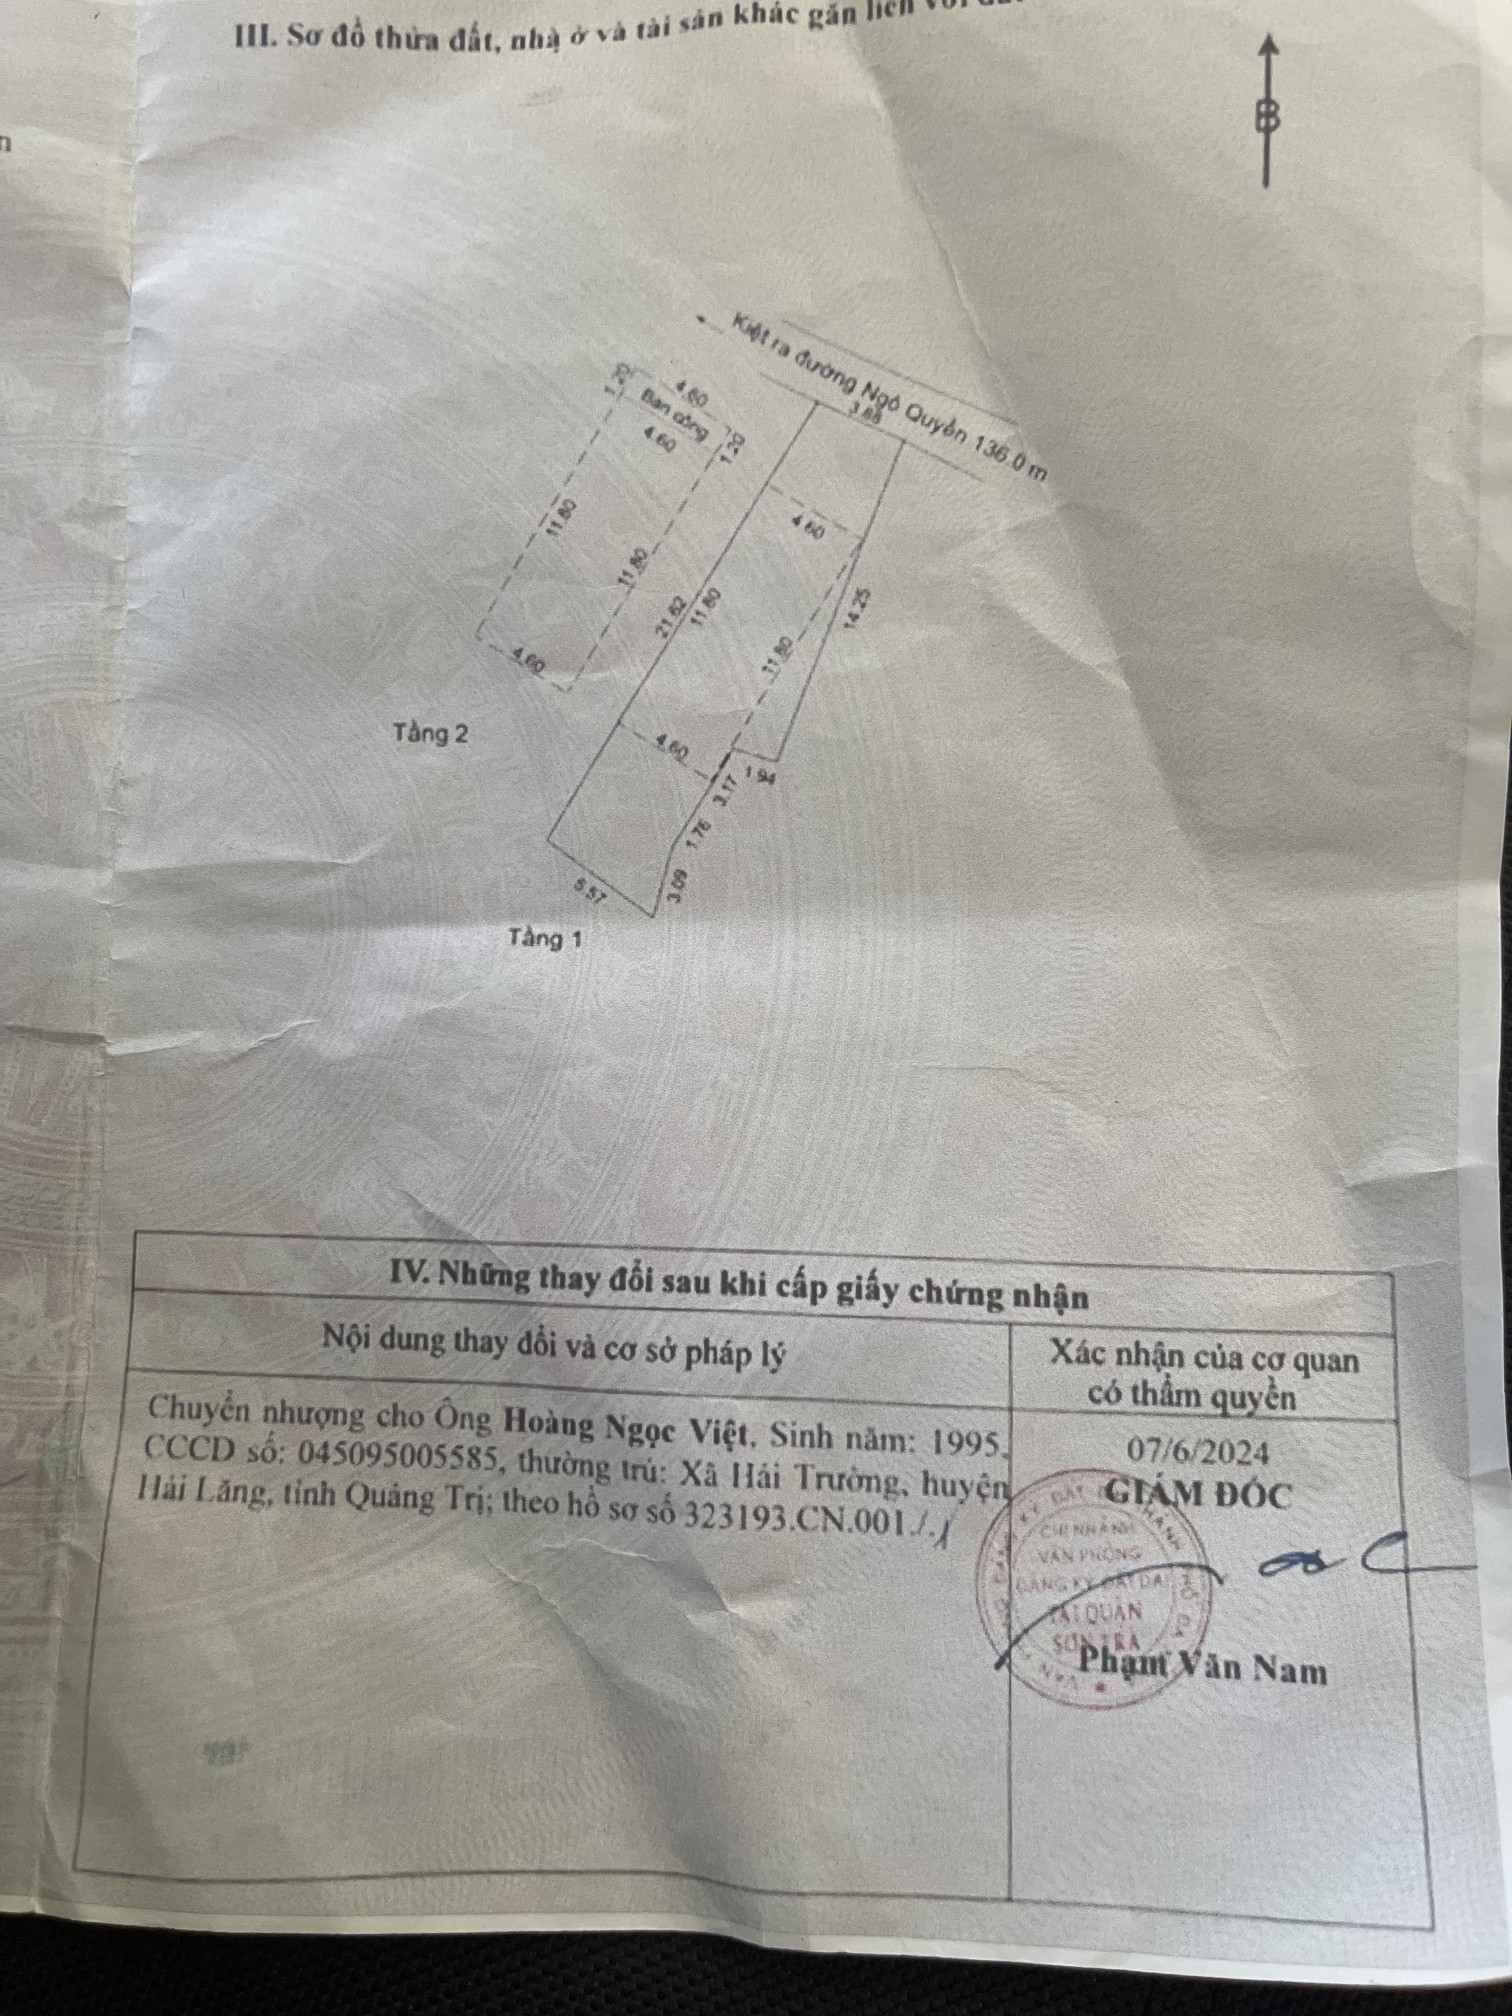 III. Sơ đồ thửa đất, nhà ở và tài sản khác gắn liền với
B
Kiệt ra đường Ngô Quyền 136.0 m
3.88
1.20
4.60
Ban công
4.60
1.20
11.80
11.80
4.60
Tầng 2
4.60
21.62
11.80
14.25
11.80
4.60
1.94
3.17
1.76
3.09
5.57
Tầng 1
IV. Những thay đổi sau khi cấp giấy chứng nhận
Nội dung thay đổi và cơ sở pháp lý
Xác nhận của cơ quan
có thẩm quyền
Chuyển nhượng cho Ông Hoàng Ngọc Việt, Sinh năm: 1995,
CCCD số: 045095005585, thường trú: Xã Hải Trường, huyện
Hải Lăng, tỉnh Quảng Trị; theo hồ sơ số 323193.CN.001./.
07/6/2024
GIÁM ĐỐC
CHI NHÁNH
VĂN PHÒNG
ĐĂNG KÝ ĐẤT ĐAI
TẠI QUẬN
SƠN TRÀ
Phạm Văn Nam